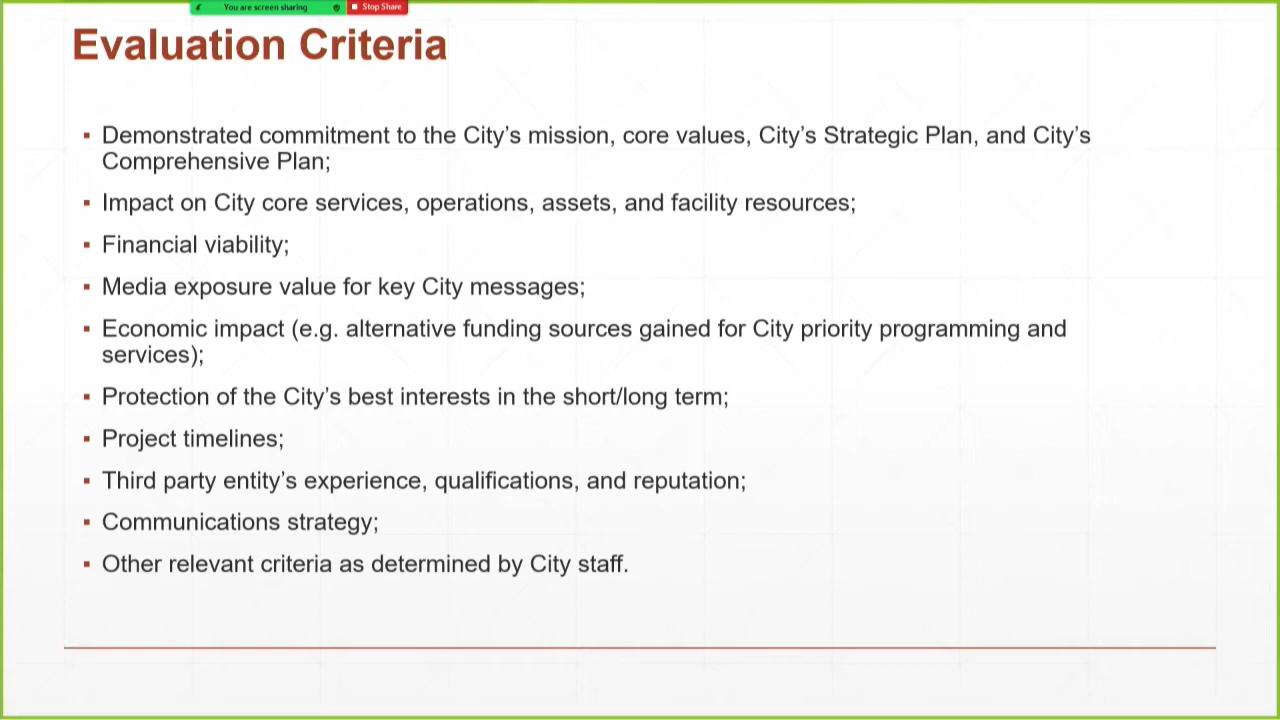 You are screen sharing
Stop Share
Evaluation Criteria
▪ Demonstrated commitment to the City’s mission, core values, City’s Strategic Plan, and City’s
Comprehensive Plan;
▪ Impact on City core services, operations, assets, and facility resources;
▪ Financial viability;
▪ Media exposure value for key City messages;
▪ Economic impact (e.g. alternative funding sources gained for City priority programming and
services);
▪ Protection of the City’s best interests in the short/long term;
▪ Project timelines;
▪ Third party entity’s experience, qualifications, and reputation;
▪ Communications strategy;
▪ Other relevant criteria as determined by City staff.